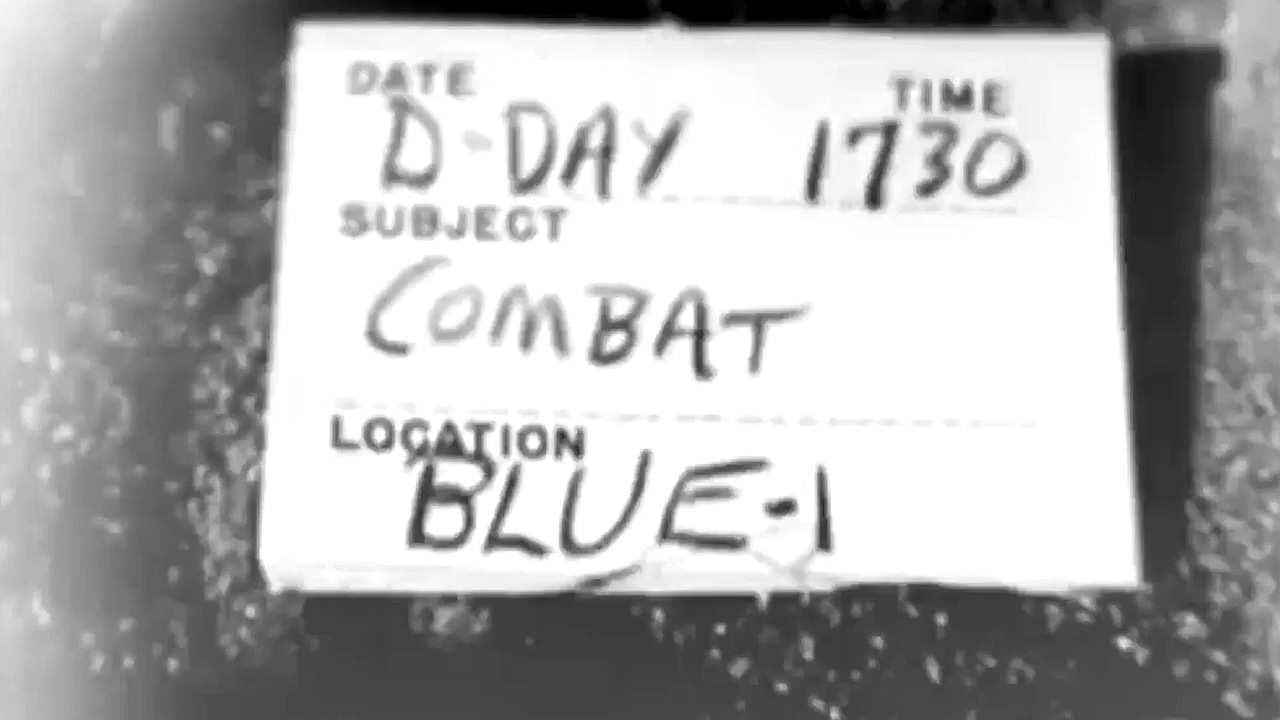 DATE TIME
D-DAY 1730
SUBJECT
COMBAT
LOCATION
BLUE-1